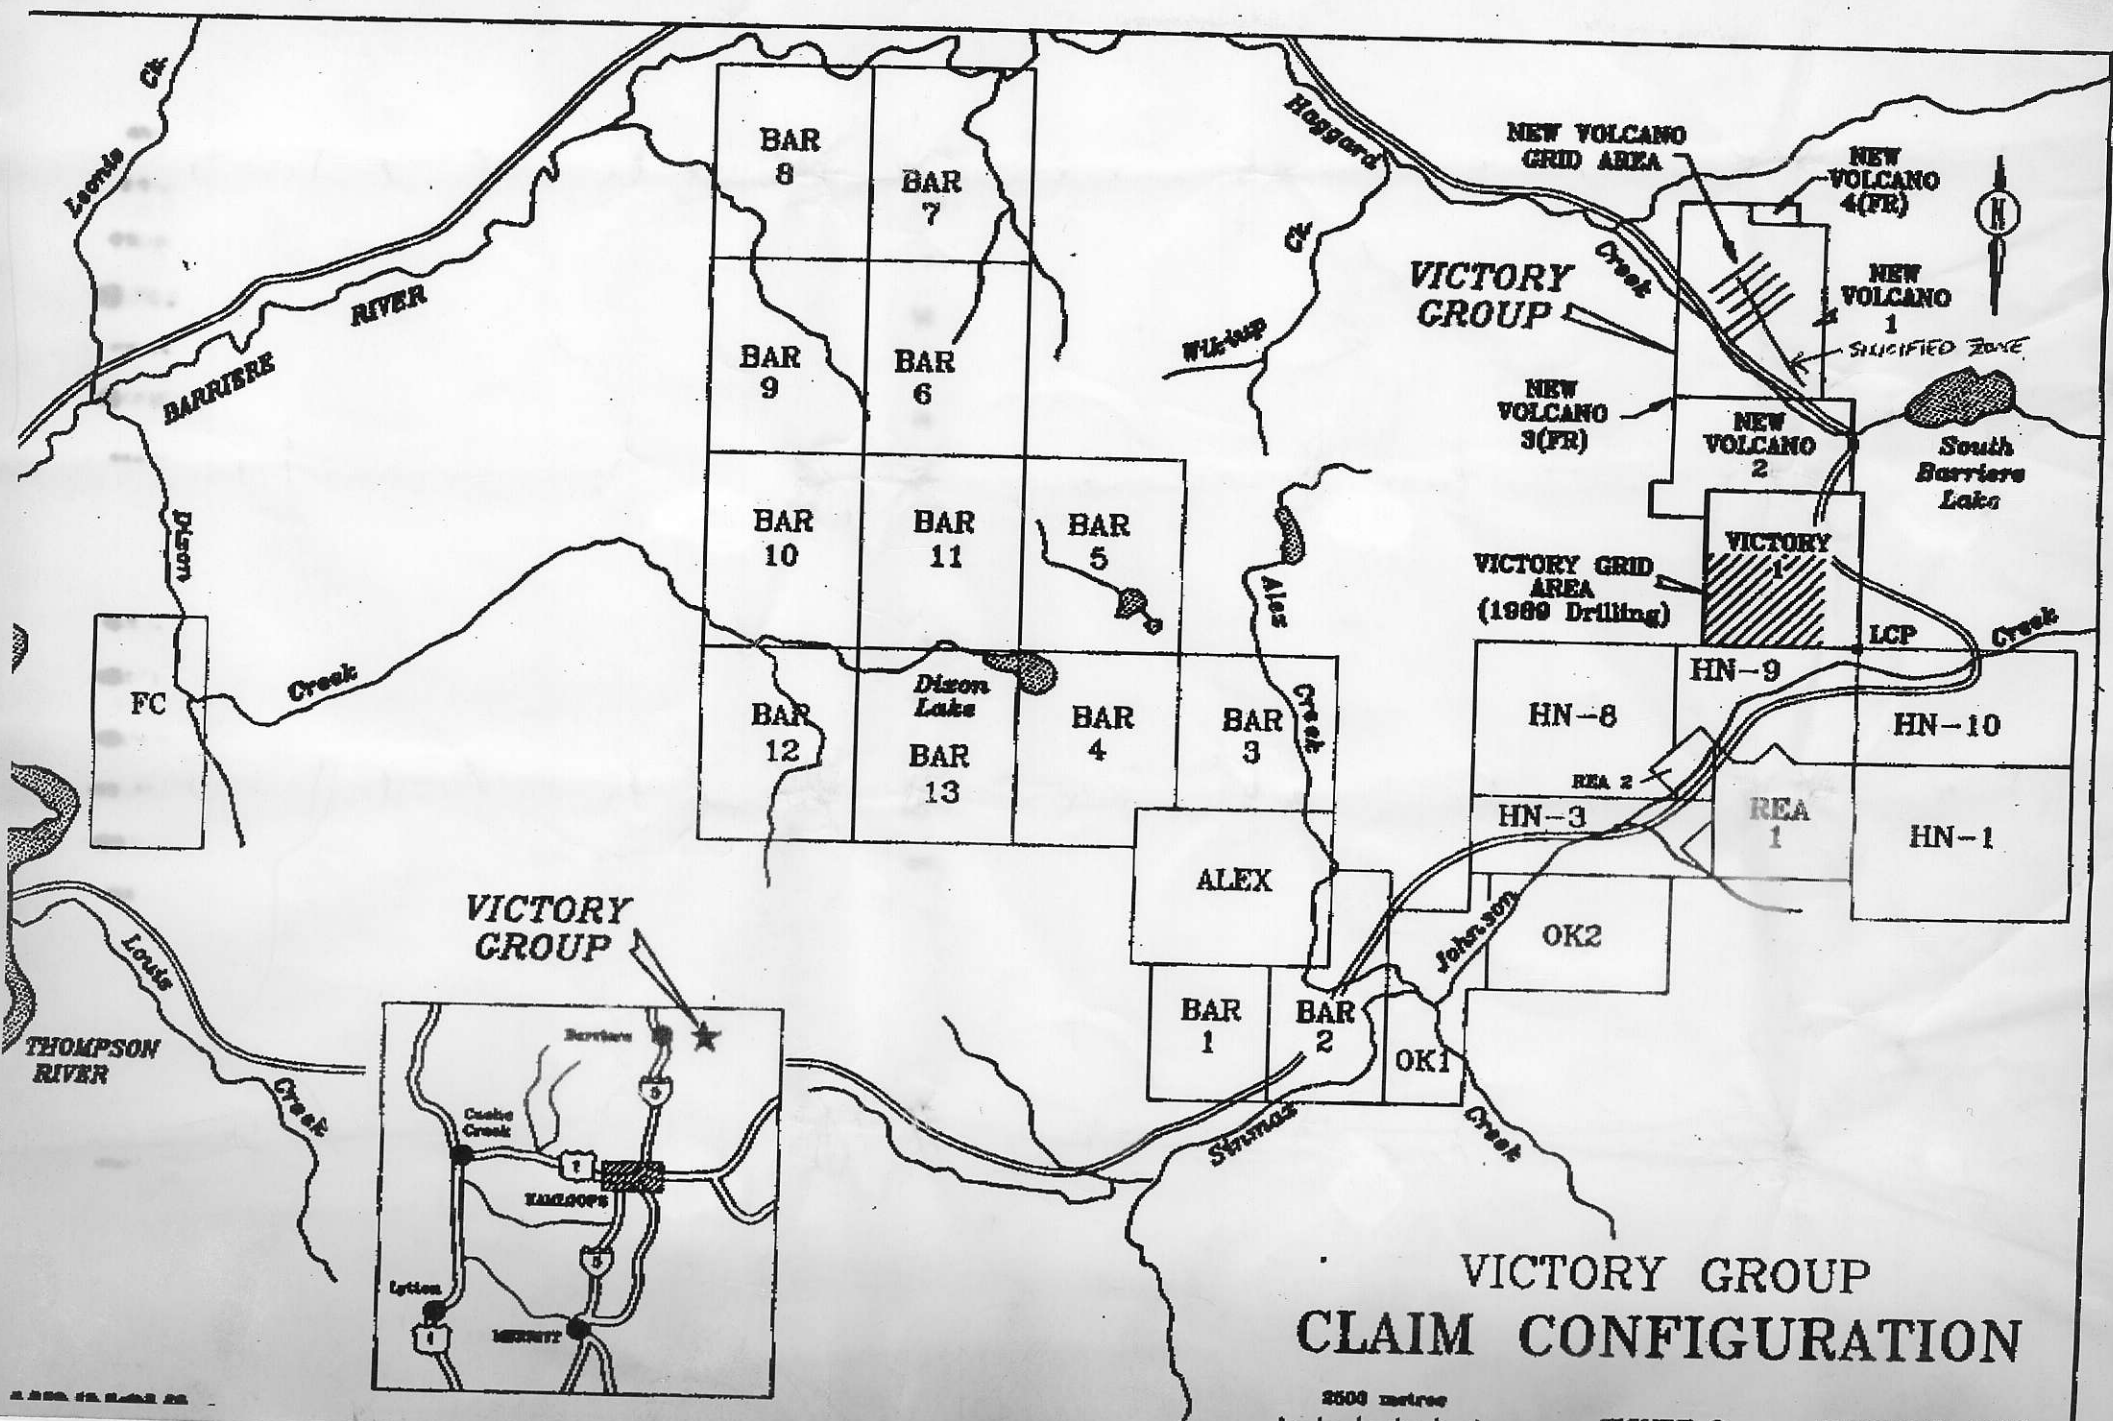 Leonie
Ck
BARRIERE
RIVER
Dixon
Creek
FC
BAR
8
BAR
7
BAR
9
BAR
6
BAR
10
BAR
11
BAR
5
BAR
12
Dixon
Lake
BAR
13
BAR
4
BAR
3
Haggard
Creek
Ck
Alex
Creek
NEW VOLCANO
GRID AREA
NEW
VOLCANO
4(FR)
N
VICTORY
GROUP
NEW
VOLCANO
1
SILICIFIED ZONE
NEW
VOLCANO
3(FR)
NEW
VOLCANO
2
South
Barriere
Lake
VICTORY
1
VICTORY GRID
AREA
(1989 Drilling)
LCP
Creek
HN-8
HN-9
HN-10
REA 2
HN-3
REA
1
HN-1
ALEX
OK2
Johnson
Creek
BAR
1
BAR
2
OK1
Sinmax
VICTORY
GROUP
Louis
Creek
THOMPSON
RIVER
Barriere
5
Cache
Creek
1
KAMLOOPS
5
Lytton
1
MERRITT
VICTORY GROUP
CLAIM CONFIGURATION
2500 metres